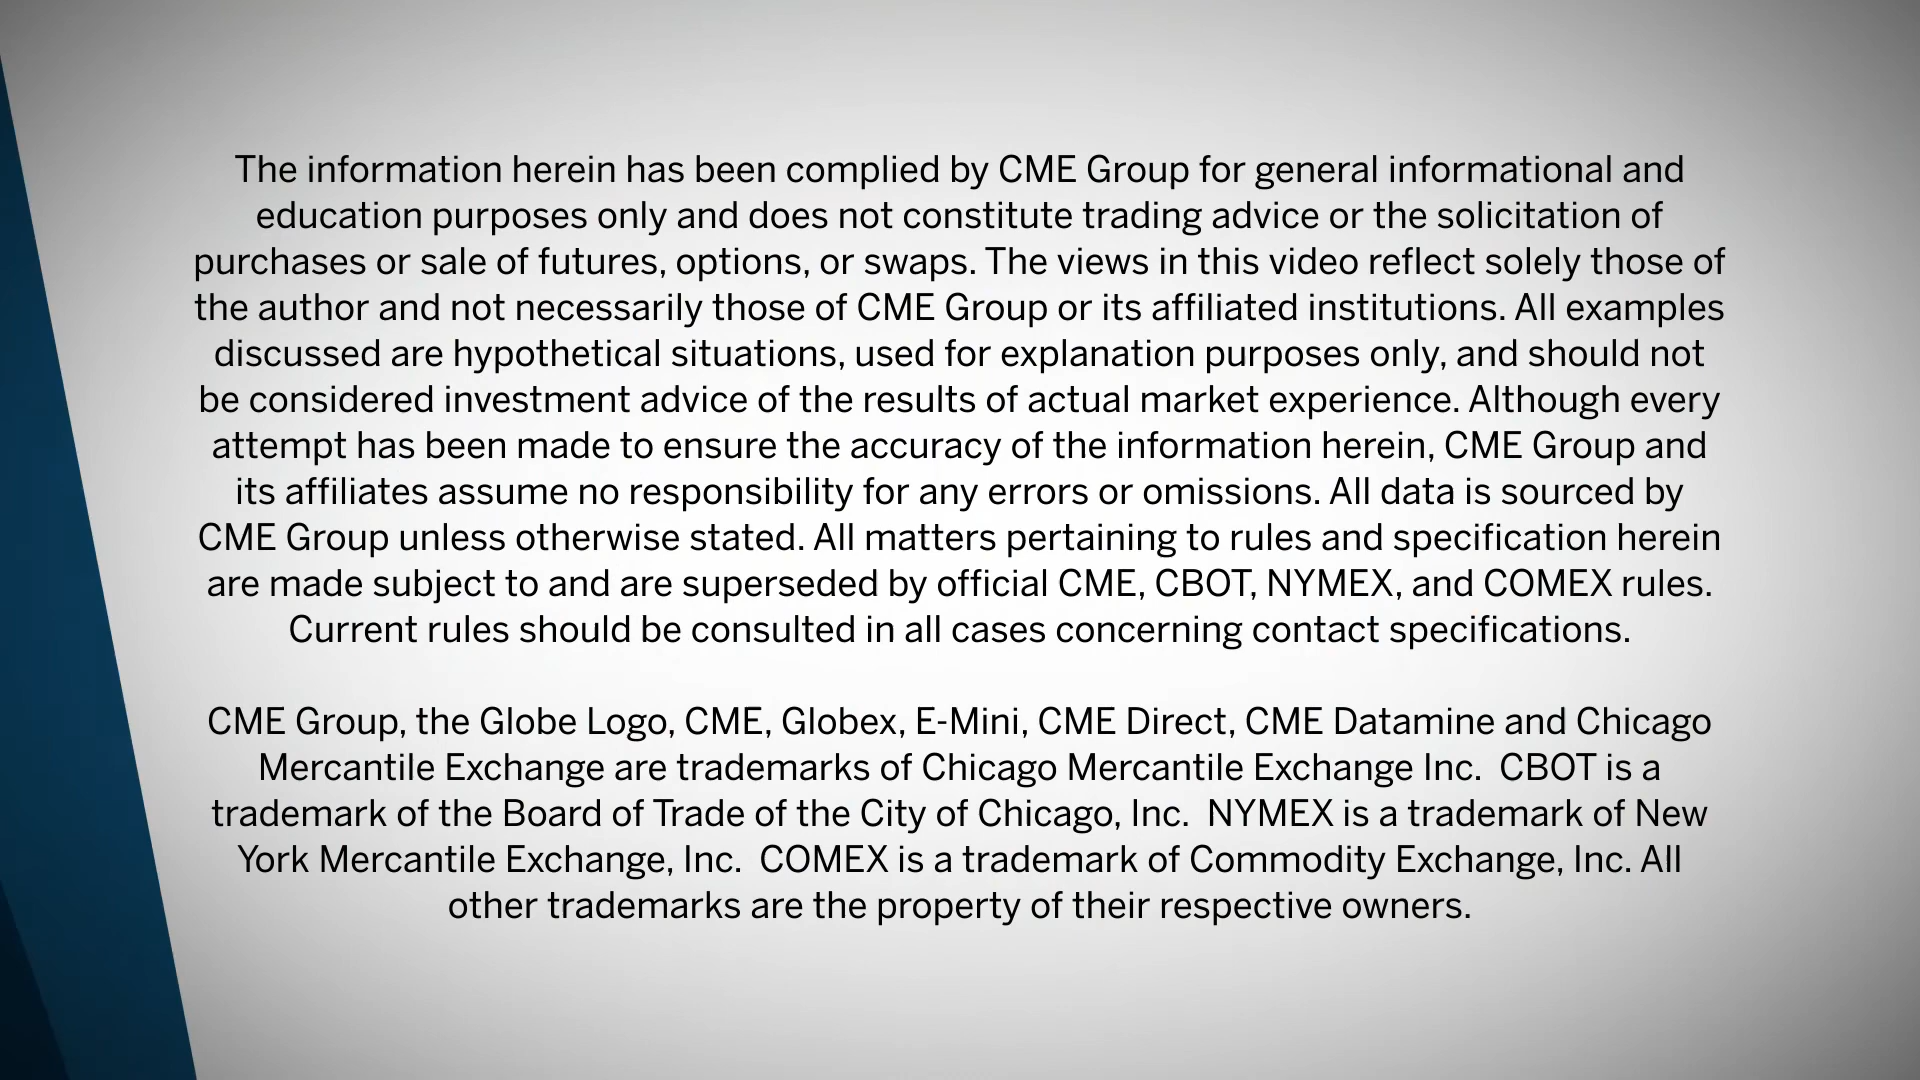 The information herein has been complied by CME Group for general informational and
education purposes only and does not constitute trading advice or the solicitation of
purchases or sale of futures, options, or swaps. The views in this video reflect solely those of
the author and not necessarily those of CME Group or its affiliated institutions. All examples
discussed are hypothetical situations, used for explanation purposes only, and should not
be considered investment advice of the results of actual market experience. Although every
attempt has been made to ensure the accuracy of the information herein, CME Group and
its affiliates assume no responsibility for any errors or omissions. All data is sourced by
CME Group unless otherwise stated. All matters pertaining to rules and specification herein
are made subject to and are superseded by official CME, CBOT, NYMEX, and COMEX rules.
Current rules should be consulted in all cases concerning contact specifications.
CME Group, the Globe Logo, CME, Globex, E-Mini, CME Direct, CME Datamine and Chicago
Mercantile Exchange are trademarks of Chicago Mercantile Exchange Inc.  CBOT is a
trademark of the Board of Trade of the City of Chicago, Inc.  NYMEX is a trademark of New
York Mercantile Exchange, Inc.  COMEX is a trademark of Commodity Exchange, Inc. All
other trademarks are the property of their respective owners.